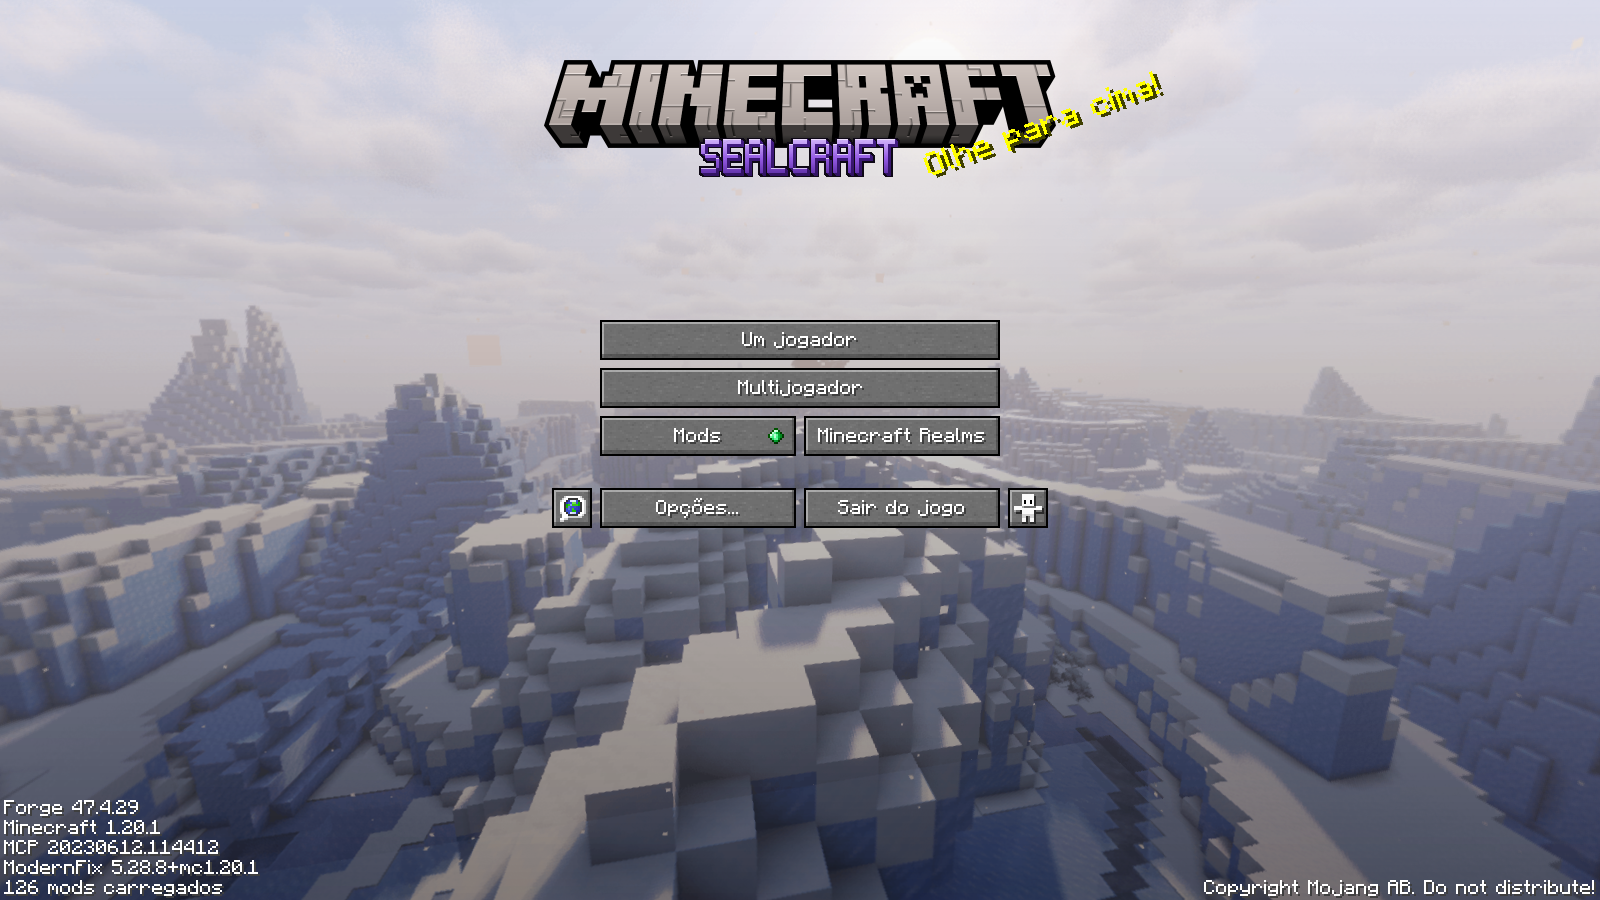 MINECRAFT
SEALCRAFT
Olhe para cima!
Um jogador
Multijogador
Mods
Minecraft Realms
Opções...
Sair do jogo
Forge 47.4.29
Minecraft 1.20.1
MCP 20230612.114412
ModernFix 5.28.8+mc1.20.1
126 mods carregados
Copyright Mojang AB. Do not distribute!